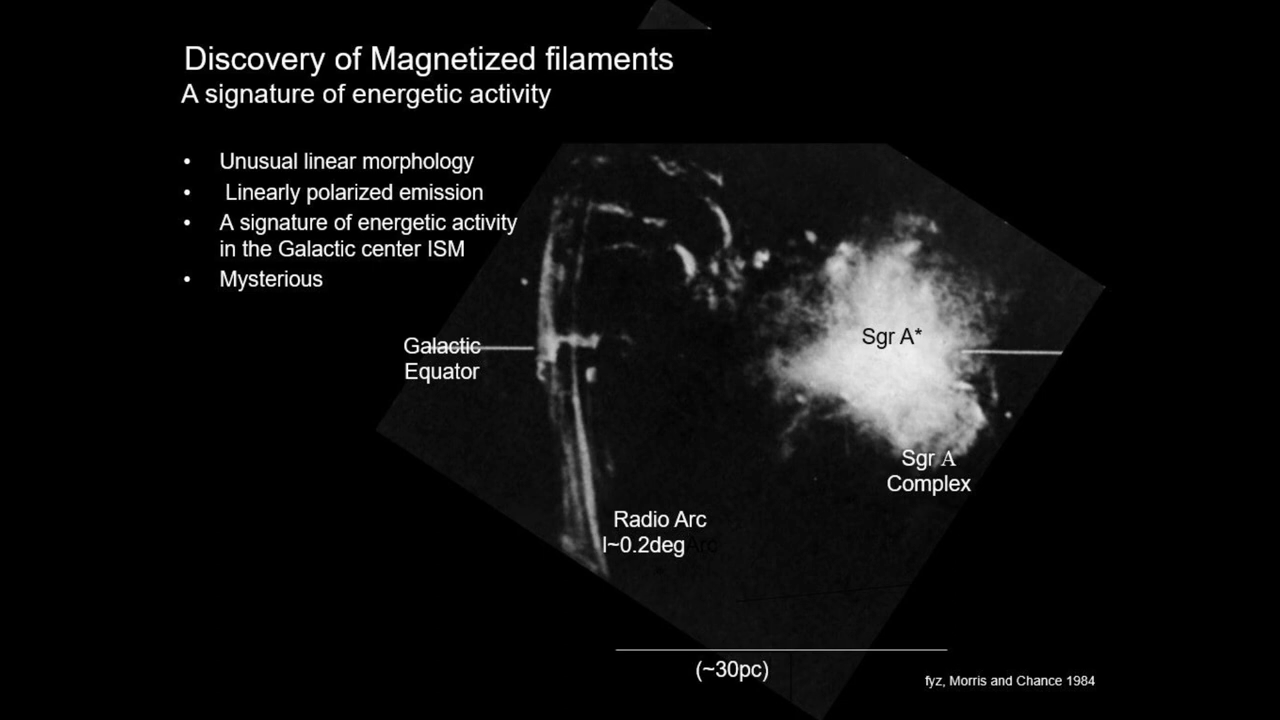 Discovery of Magnetized filaments
A signature of energetic activity
• Unusual linear morphology
• Linearly polarized emission
• A signature of energetic activity
in the Galactic center ISM
• Mysterious
Galactic
Equator
Sgr A*
Sgr A
Complex
Radio Arc
l~0.2deg Arc
(~30pc)
fyz, Morris and Chance 1984